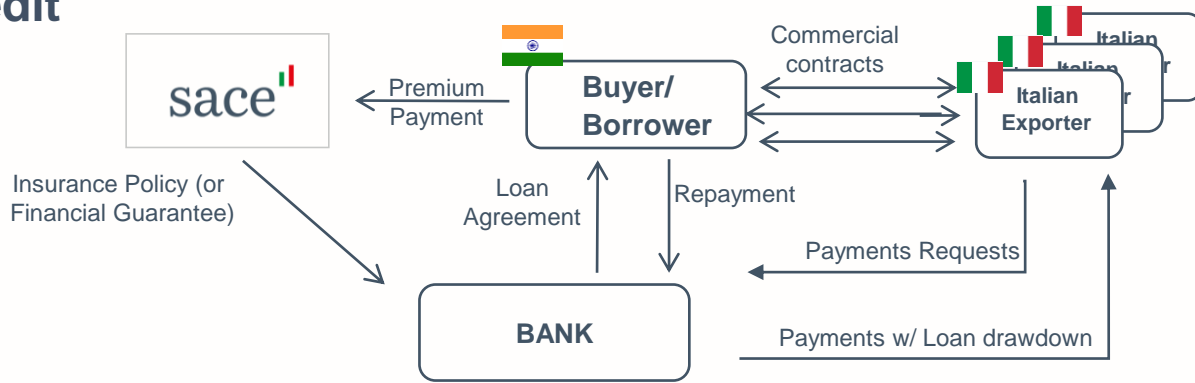 edit
sace
Premium
Payment
Buyer/
Borrower
Commercial
contracts
Italian
Italian
r
r
Italian
Exporter
Insurance Policy (or
Financial Guarantee)
Loan
Agreement
Repayment
Payments Requests
BANK
Payments w/ Loan drawdown